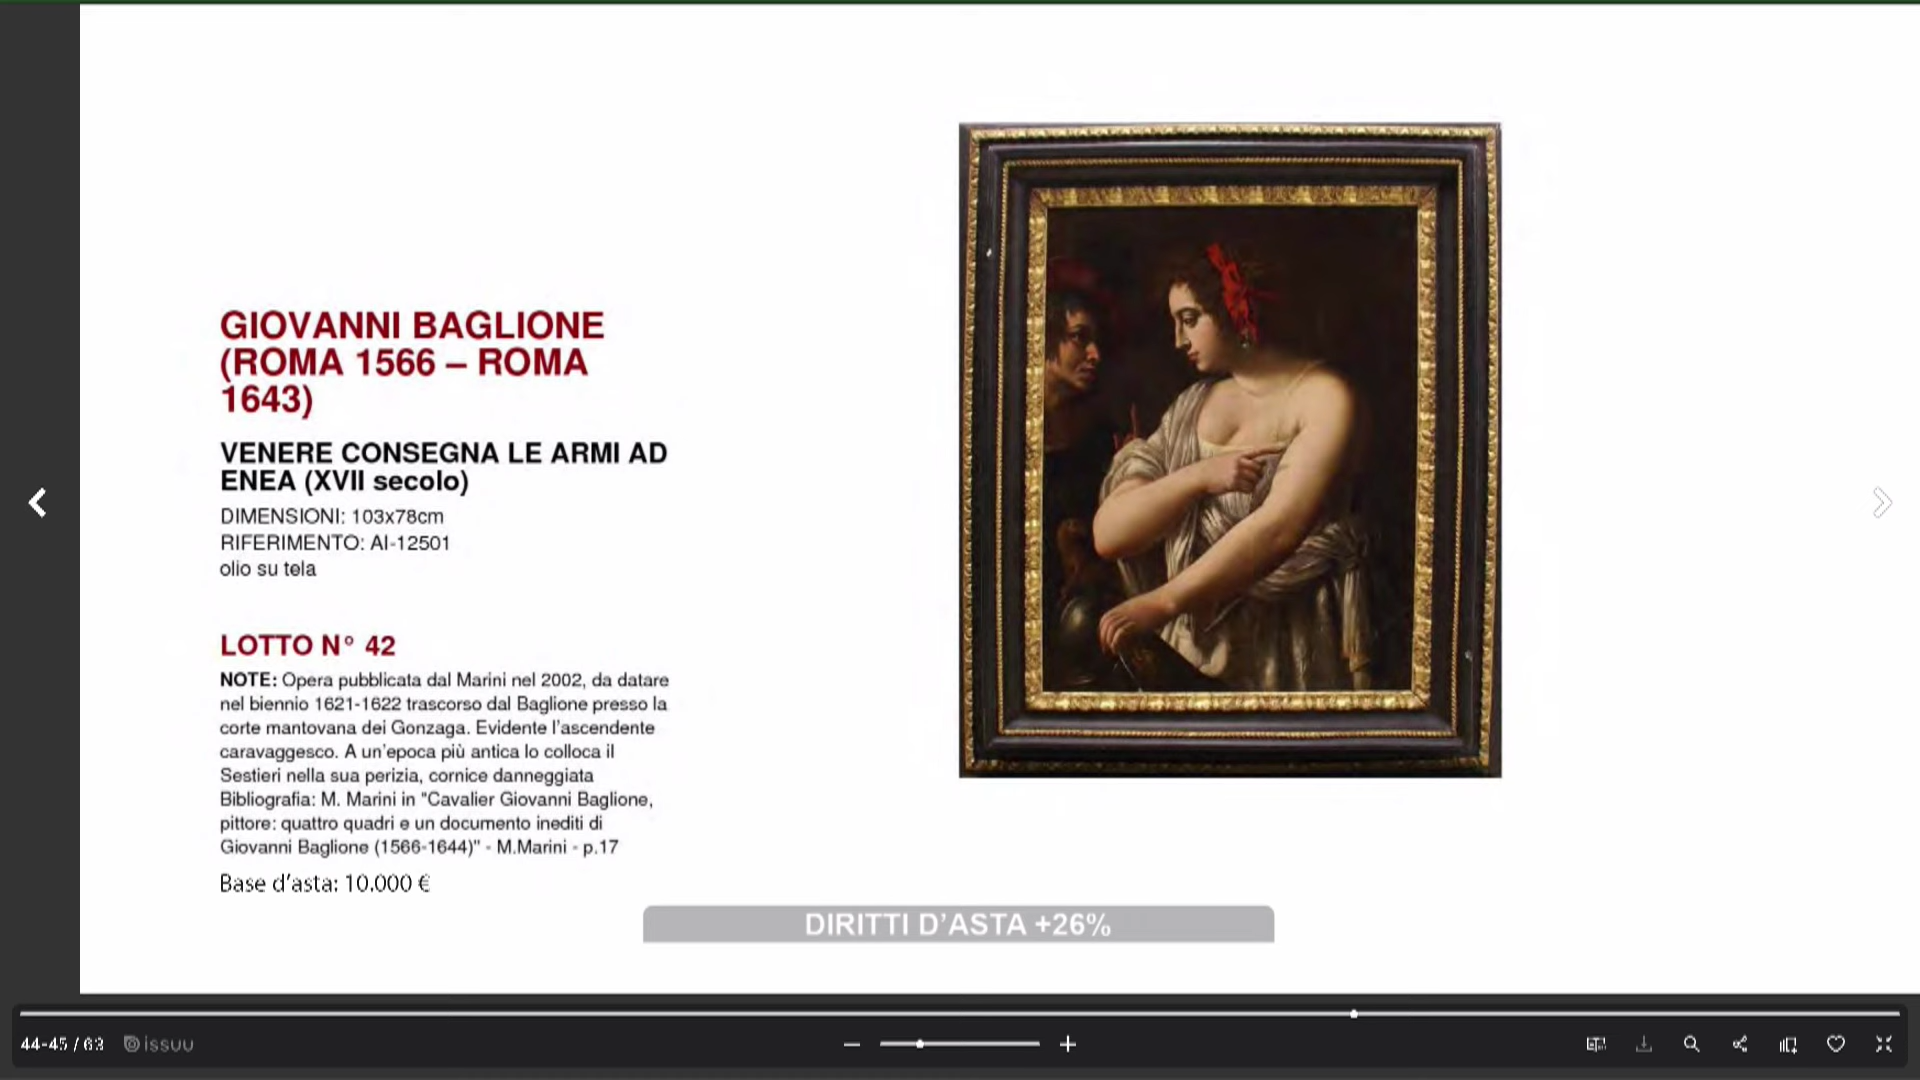 GIOVANNI BAGLIONE
(ROMA 1566 – ROMA
1643)
VENERE CONSEGNA LE ARMI AD
ENEA (XVII secolo)
DIMENSIONI: 103x78cm
RIFERIMENTO: AI-12501
olio su tela
LOTTO N° 42
NOTE: Opera pubblicata dal Marini nel 2002, da datare
nel biennio 1621-1622 trascorso dal Baglione presso la
corte mantovana dei Gonzaga. Evidente l'ascendente
caravaggesco. A un'epoca più antica lo colloca il
Sestieri nella sua perizia, cornice danneggiata
Bibliografia: M. Marini in "Cavalier Giovanni Baglione,
pittore: quattro quadri e un documento inediti di
Giovanni Baglione (1566-1644)" - M.Marini - p.17
Base d'asta: 10.000 €
DIRITTI D'ASTA +26%
44-45 / 63 issuu